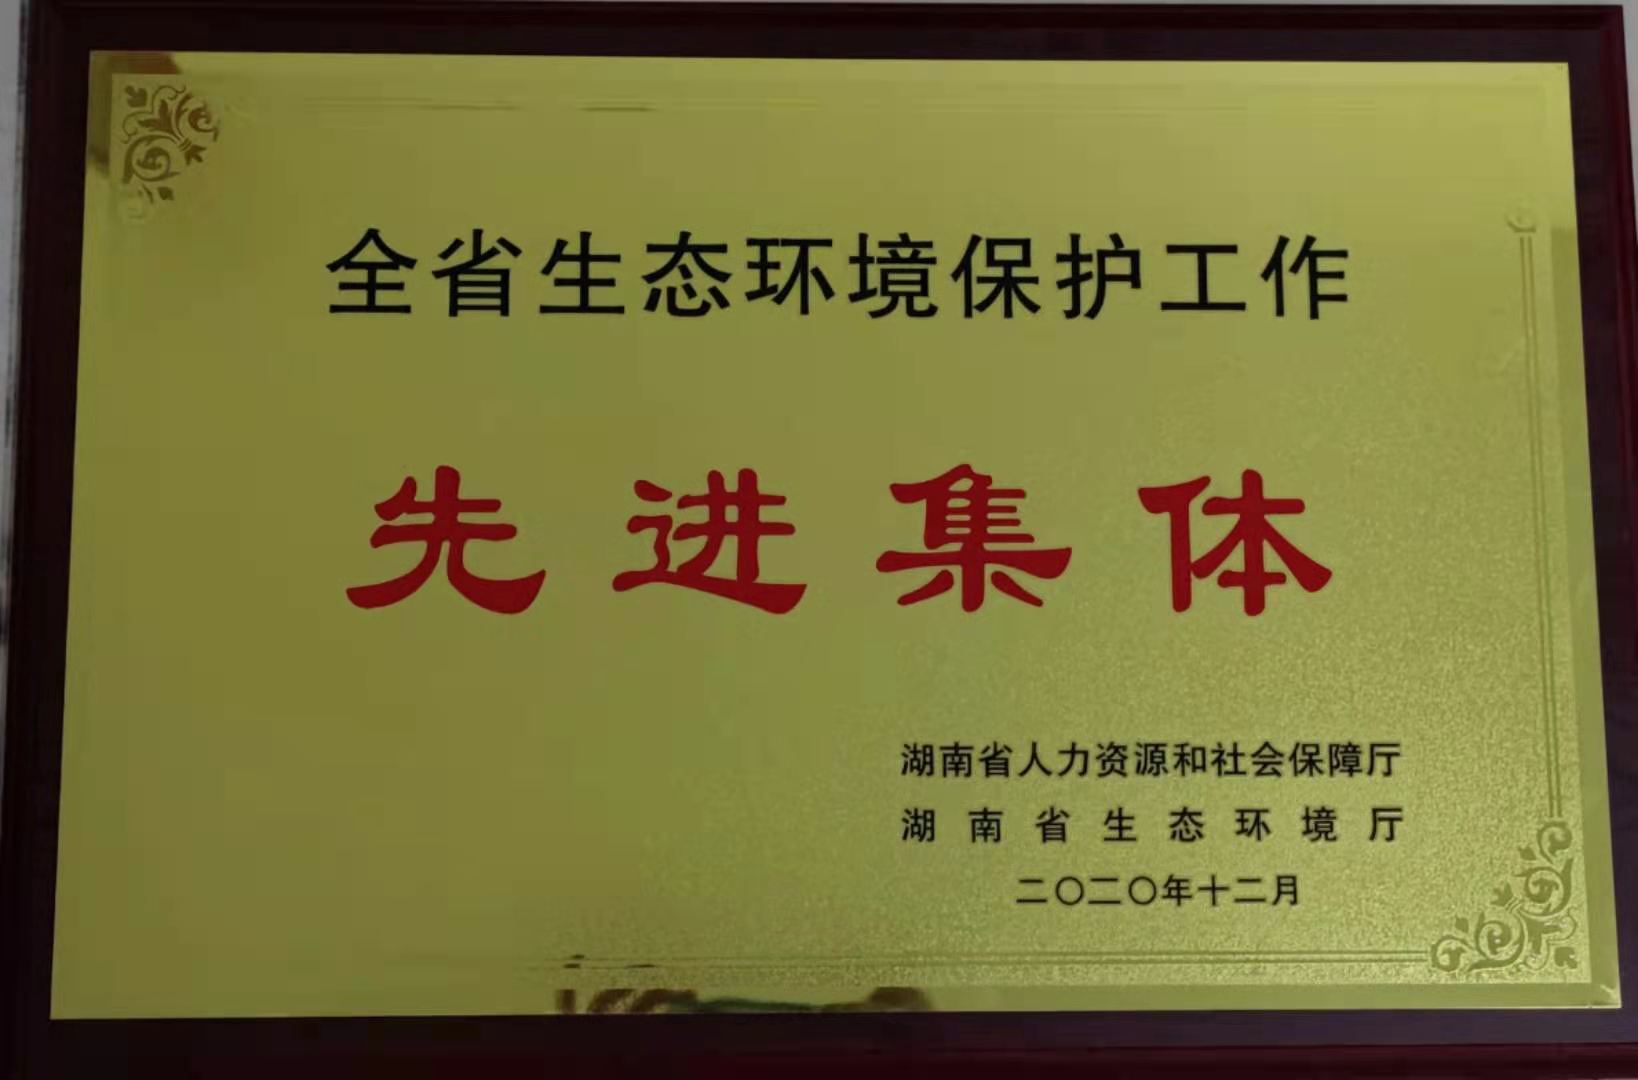 全省生态环境保护工作
先进集体
湖南省人力资源和社会保障厅
湖南省生态环境厅
二〇二〇年十二月